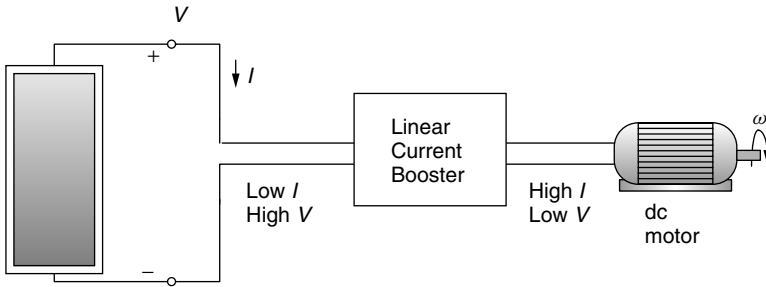 V
+
I
Linear
Current
Booster
ω
Low I
High V
High I
Low V
dc
motor
−